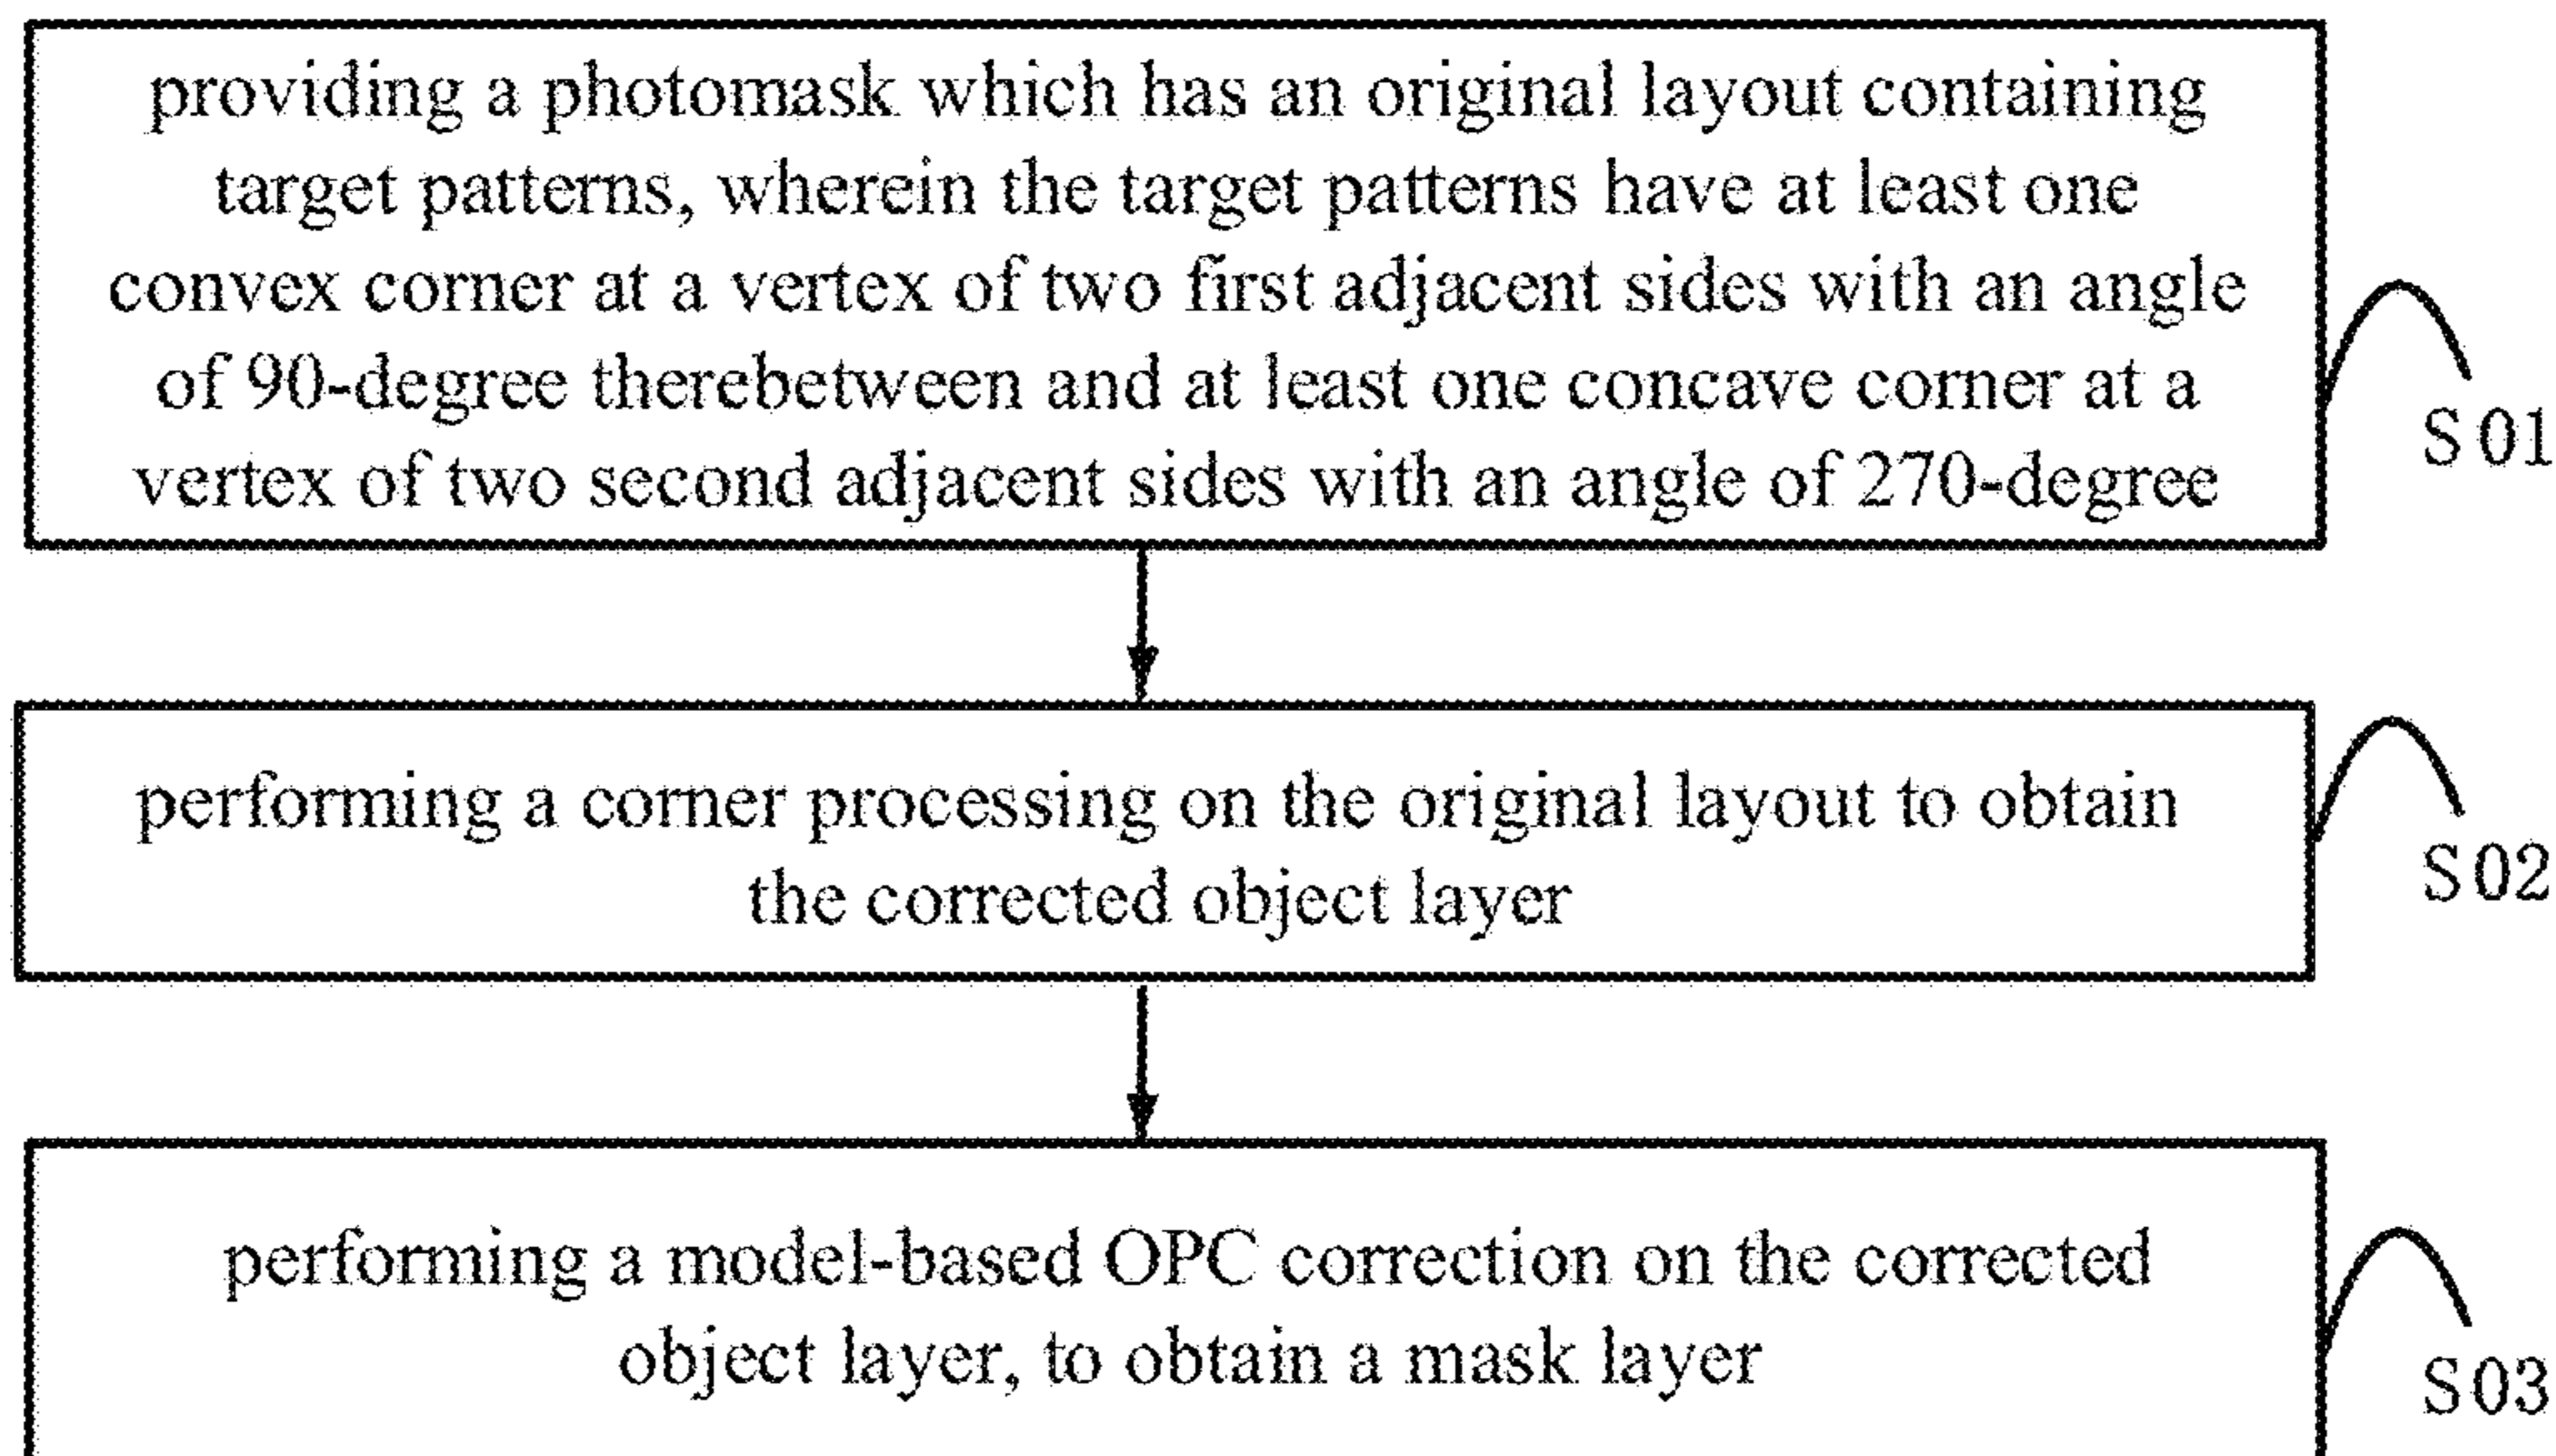 providing a photomask which has an original layout containing
target patterns, wherein the target patterns have at least one
convex corner at a vertex of two first adjacent sides with an angle
of 90-degree therebetween and at least one concave corner at a
vertex of two second adjacent sides with an angle of 270-degree
S01
performing a corner processing on the original layout to obtain
the corrected object layer
S02
performing a model-based OPC correction on the corrected
object layer, to obtain a mask layer
S03